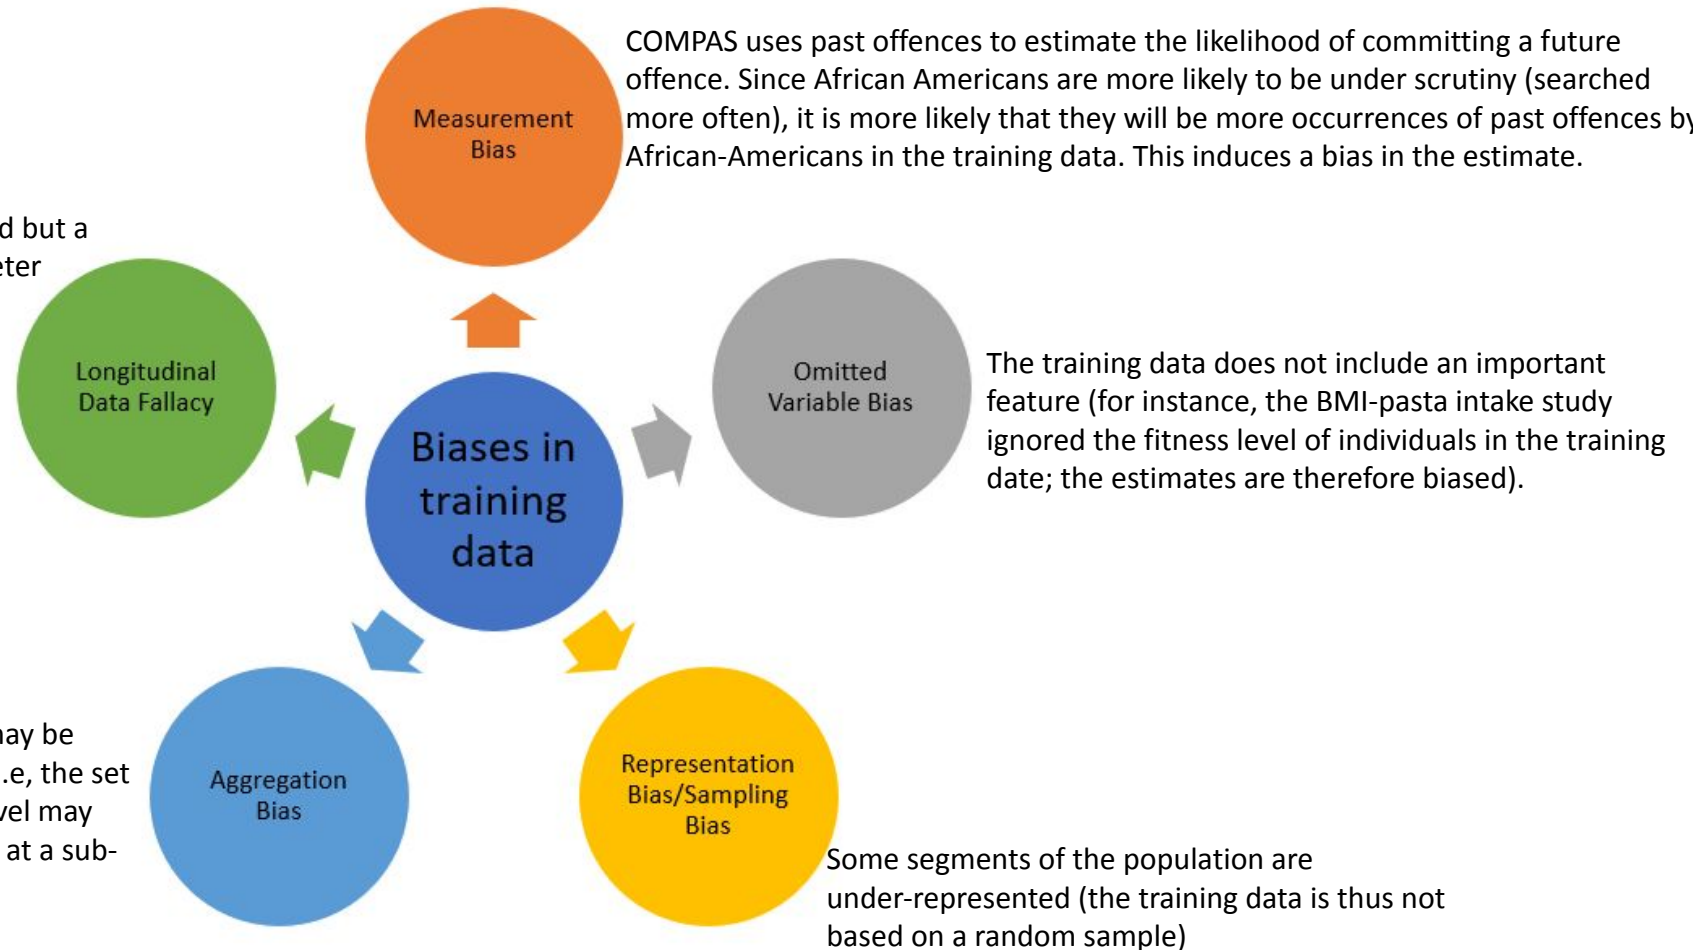 COMPAS uses past offences to estimate the likelihood of committing a future
offence. Since African Americans are more likely to be under scrutiny (searched
more often), it is more likely that they will be more occurrences of past offences by
African-Americans in the training data. This induces a bias in the estimate.
Measurement
Bias
d but a
eter
Longitudinal
Data Fallacy
Omitted
Variable Bias
The training data does not include an important
feature (for instance, the BMI-pasta intake study
ignored the fitness level of individuals in the training
date; the estimates are therefore biased).
Biases in
training
data
may be
.e, the set
vel may
at a sub-
Aggregation
Bias
Representation
Bias/Sampling
Bias
Some segments of the population are
under-represented (the training data is thus not
based on a random sample)